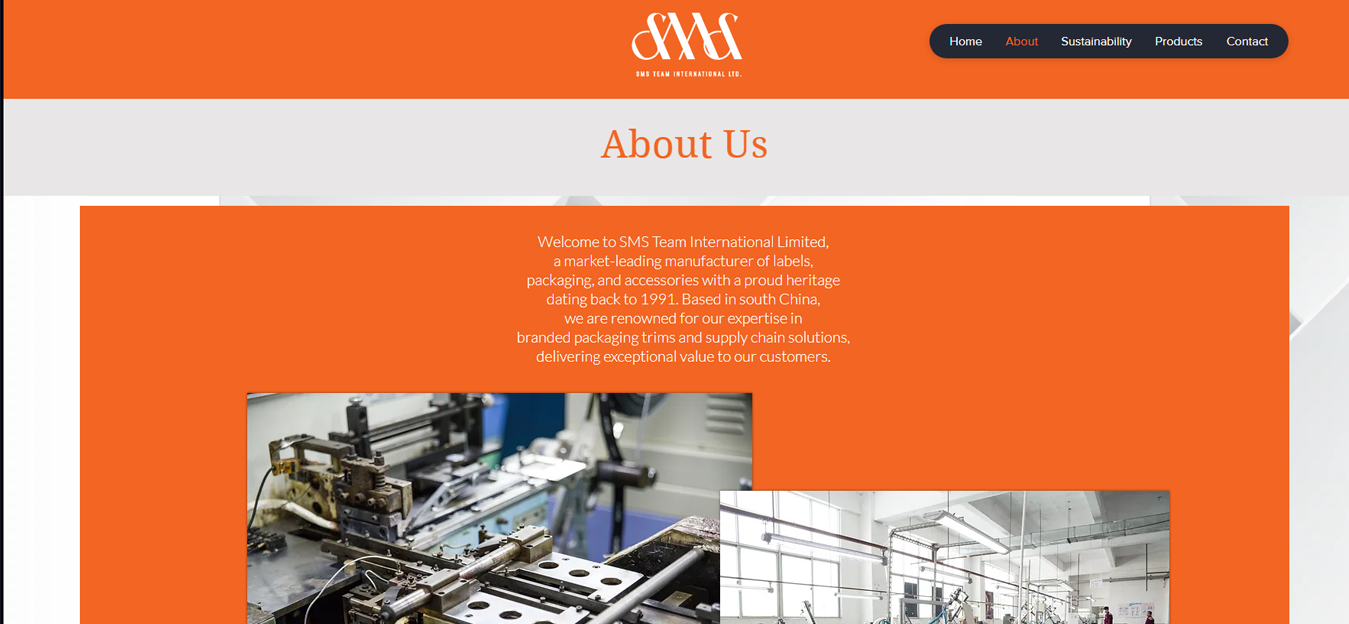 SMS
SMS TEAM INTERNATIONAL LTD.
Home About Sustainability Products Contact
About Us
Welcome to SMS Team International Limited,
a market-leading manufacturer of labels,
packaging, and accessories with a proud heritage
dating back to 1991. Based in south China,
we are renowned for our expertise in
branded packaging trims and supply chain solutions,
delivering exceptional value to our customers.